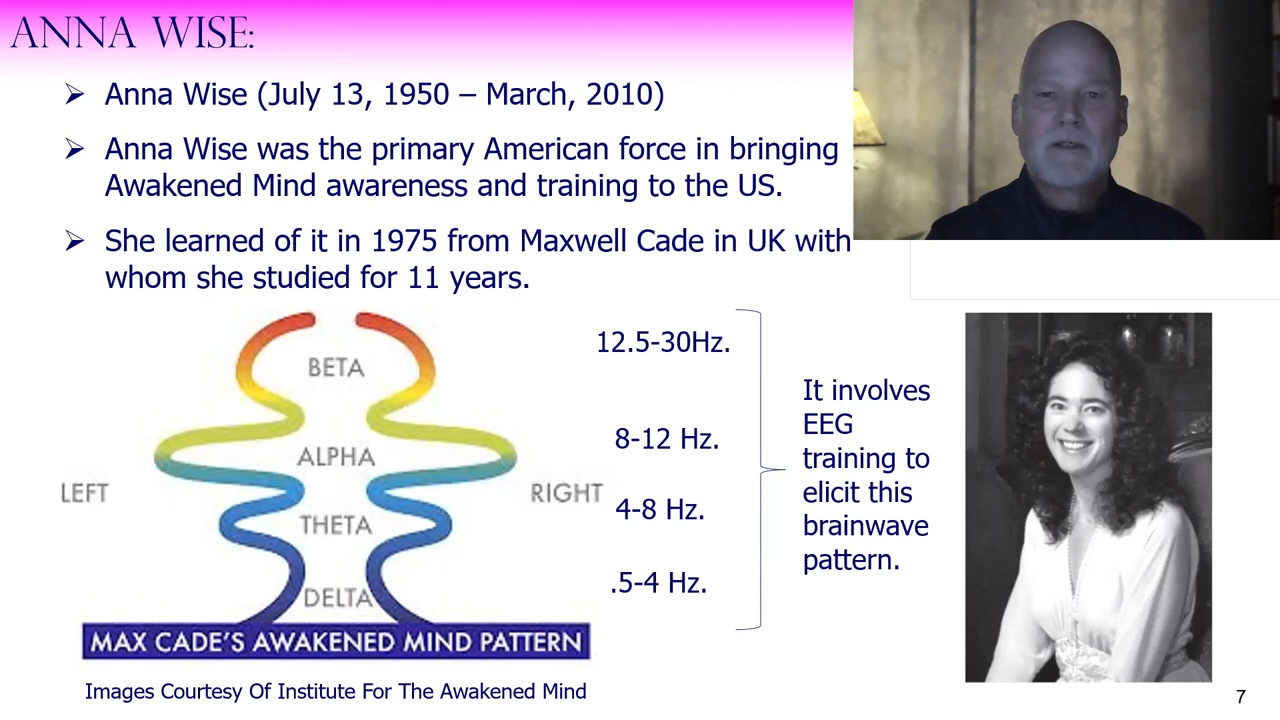 ANNA WISE:
➢ Anna Wise (July 13, 1950 – March, 2010)
➢ Anna Wise was the primary American force in bringing
Awakened Mind awareness and training to the US.
➢ She learned of it in 1975 from Maxwell Cade in UK with
whom she studied for 11 years.
BETA
ALPHA
LEFT
RIGHT
THETA
DELTA
MAX CADE'S AWAKENED MIND PATTERN
Images Courtesy Of Institute For The Awakened Mind
12.5-30Hz.
8-12 Hz.
4-8 Hz.
.5-4 Hz.
It involves
EEG
training to
elicit this
brainwave
pattern.
7